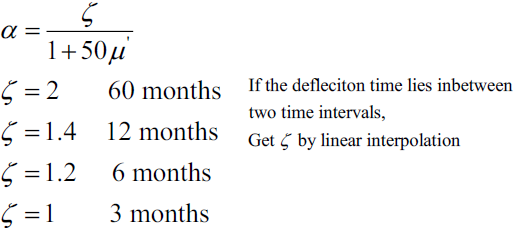 α = ζ / 1+50μ'
ζ = 2 60 months
If the defleciton time lies inbetween
two time intervals,
ζ = 1.4 12 months
Get ζ by linear interpolation
ζ = 1.2 6 months
ζ = 1 3 months